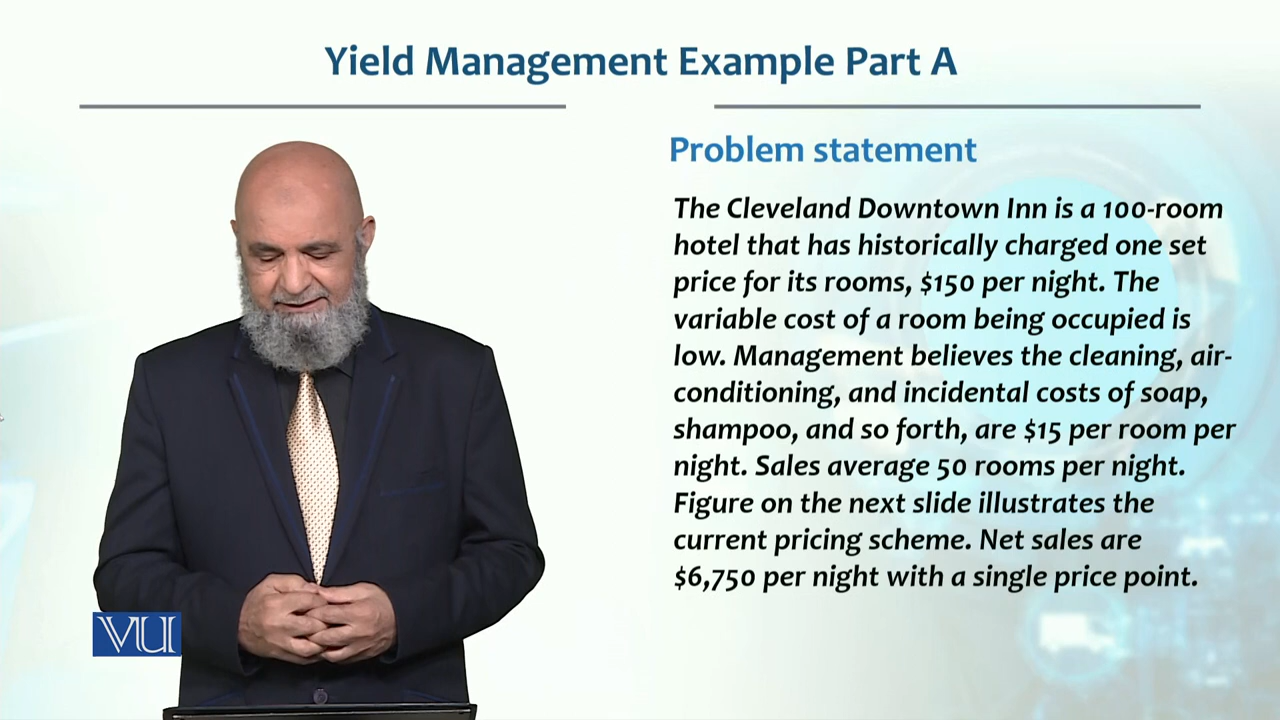 Yield Management Example Part A
Problem statement
The Cleveland Downtown Inn is a 100-room
hotel that has historically charged one set
price for its rooms, $150 per night. The
variable cost of a room being occupied is
low. Management believes the cleaning, air-
conditioning, and incidental costs of soap,
shampoo, and so forth, are $15 per room per
night. Sales average 50 rooms per night.
Figure on the next slide illustrates the
current pricing scheme. Net sales are
$6,750 per night with a single price point.
VU